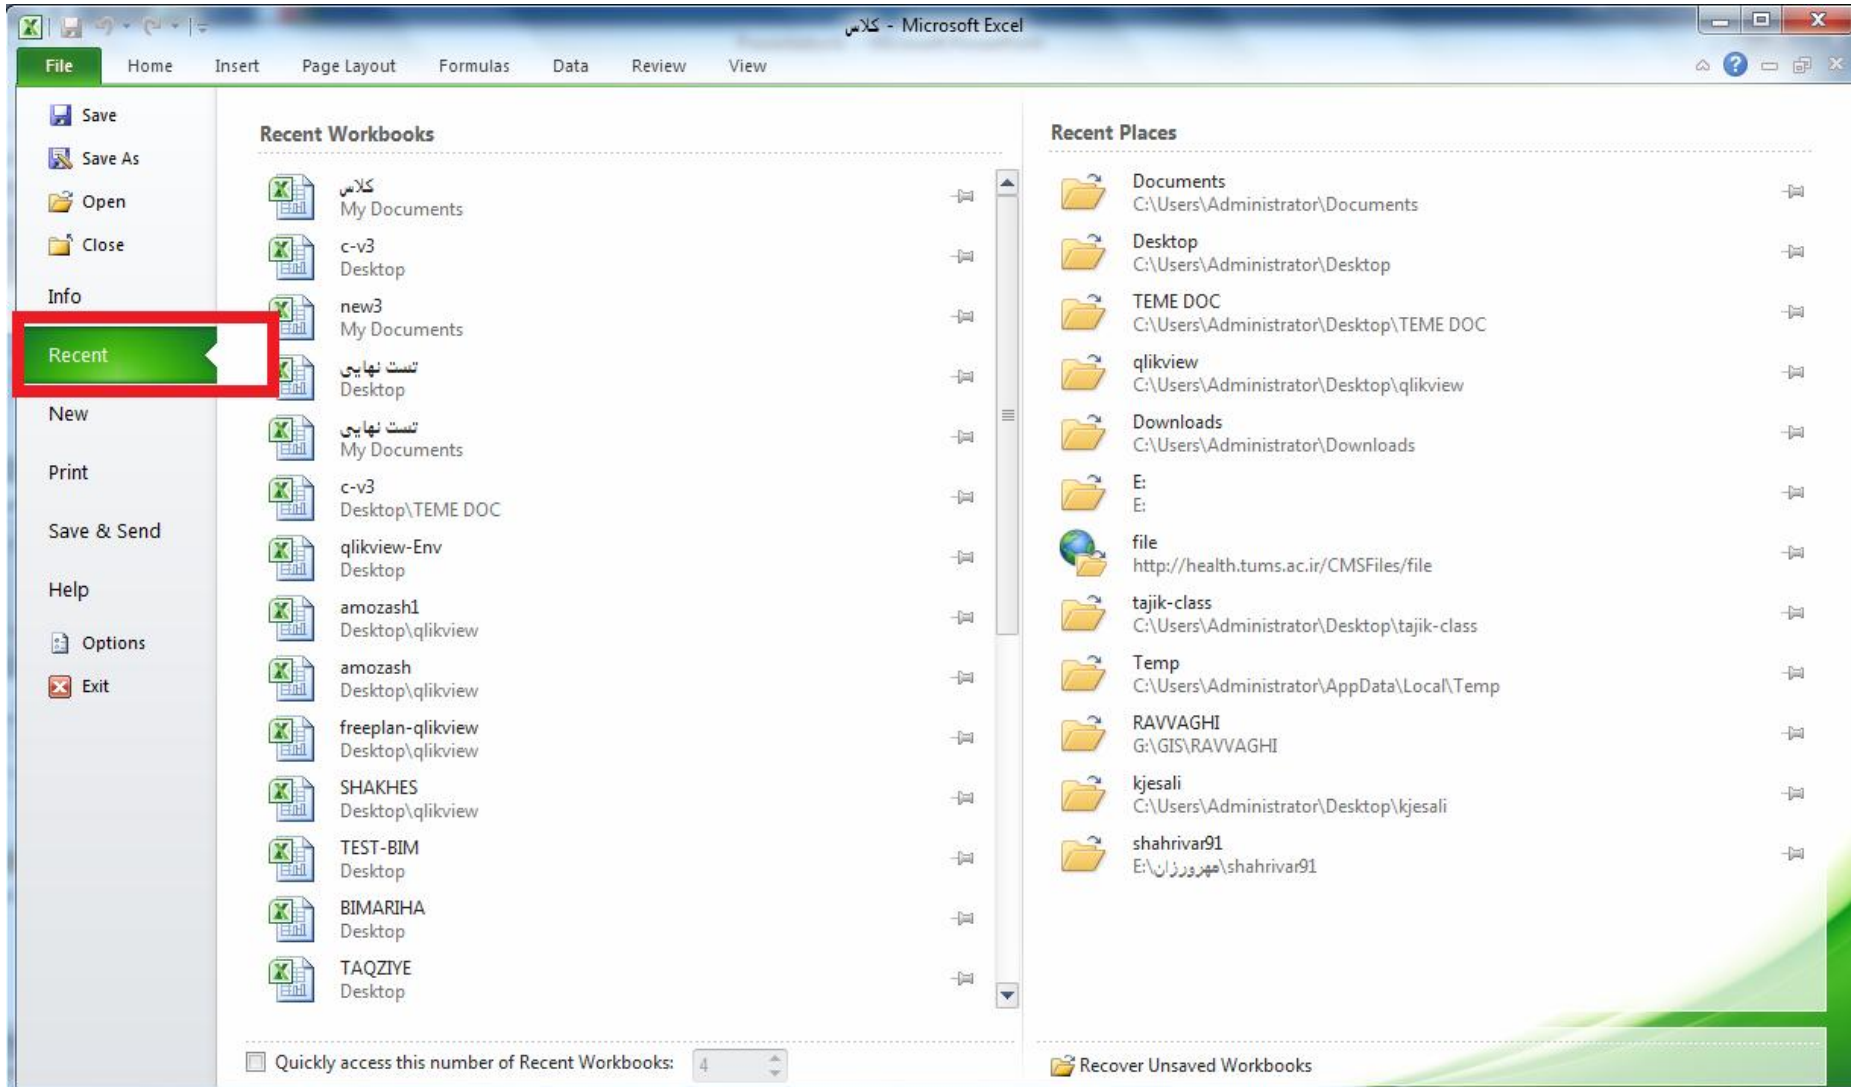 کلاس - Microsoft Excel
File Home Insert Page Layout Formulas Data Review View
Save
Save As
Open
Close
Info
Recent
New
Print
Save & Send
Help
Options
Exit
Recent Workbooks
کلاس
My Documents
c-v3
Desktop
new3
My Documents
تست نهایی
Desktop
تست نهایی
My Documents
c-v3
Desktop\TEME DOC
qlikview-Env
Desktop
amozash1
Desktop\qlikview
amozash
Desktop\qlikview
freeplan-qlikview
Desktop\qlikview
SHAKHES
Desktop\qlikview
TEST-BIM
Desktop
BIMARIHA
Desktop
TAQZIYE
Desktop
Quickly access this number of Recent Workbooks: 4
Recent Places
Documents
C:\Users\Administrator\Documents
Desktop
C:\Users\Administrator\Desktop
TEME DOC
C:\Users\Administrator\Desktop\TEME DOC
qlikview
C:\Users\Administrator\Desktop\qlikview
Downloads
C:\Users\Administrator\Downloads
E:
E:
file
http://health.tums.ac.ir/CMSFiles/file
tajik-class
C:\Users\Administrator\Desktop\tajik-class
Temp
C:\Users\Administrator\AppData\Local\Temp
RAVVAGHI
G:\GIS\RAVVAGHI
kjesali
C:\Users\Administrator\Desktop\kjesali
shahrivar91
E:\مهرورزان\shahrivar91
Recover Unsaved Workbooks